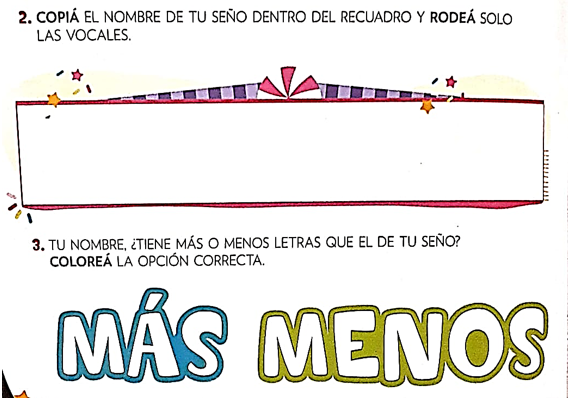 2. COPIÁ EL NOMBRE DE TU SEÑO DENTRO DEL RECUADRO Y RODEÁ SOLO
LAS VOCALES.
3. TU NOMBRE, ¿TIENE MÁS O MENOS LETRAS QUE EL DE TU SEÑO?
COLOREÁ LA OPCIÓN CORRECTA.
MÁS MENOS